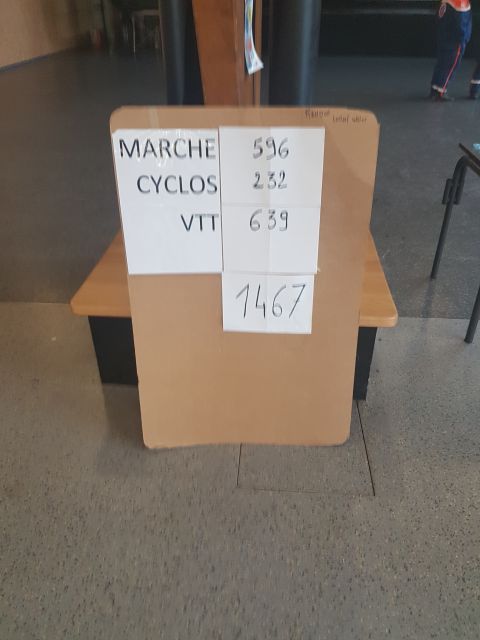 MARCHE 596
CYCLOS 232
VTT 639
1467